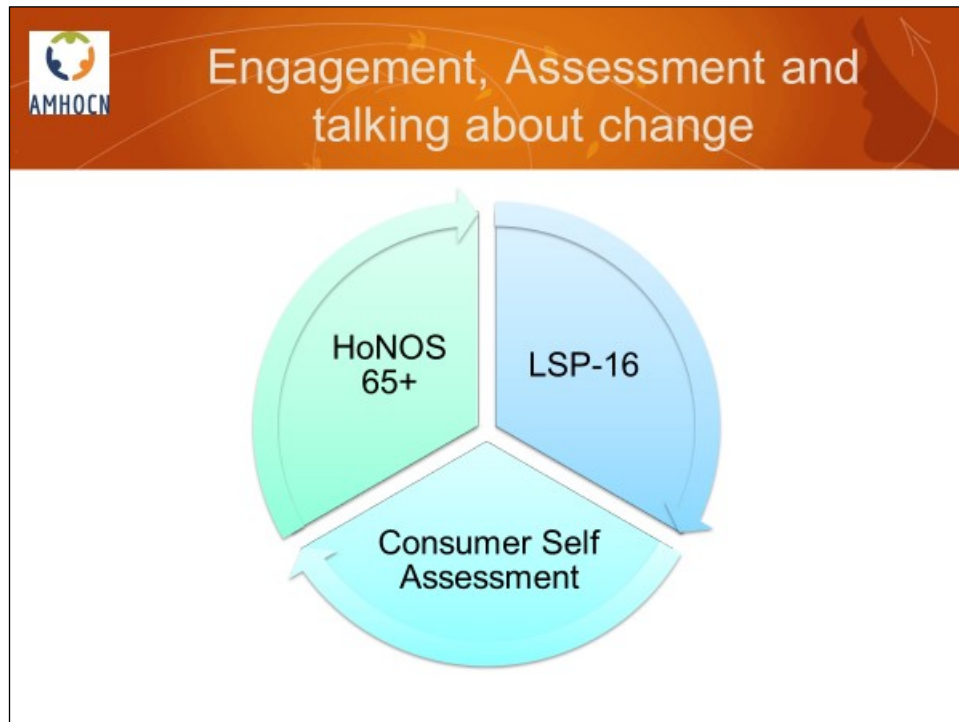 AMHOCN
Engagement, Assessment and
talking about change
HoNOS
65+
LSP-16
Consumer Self
Assessment